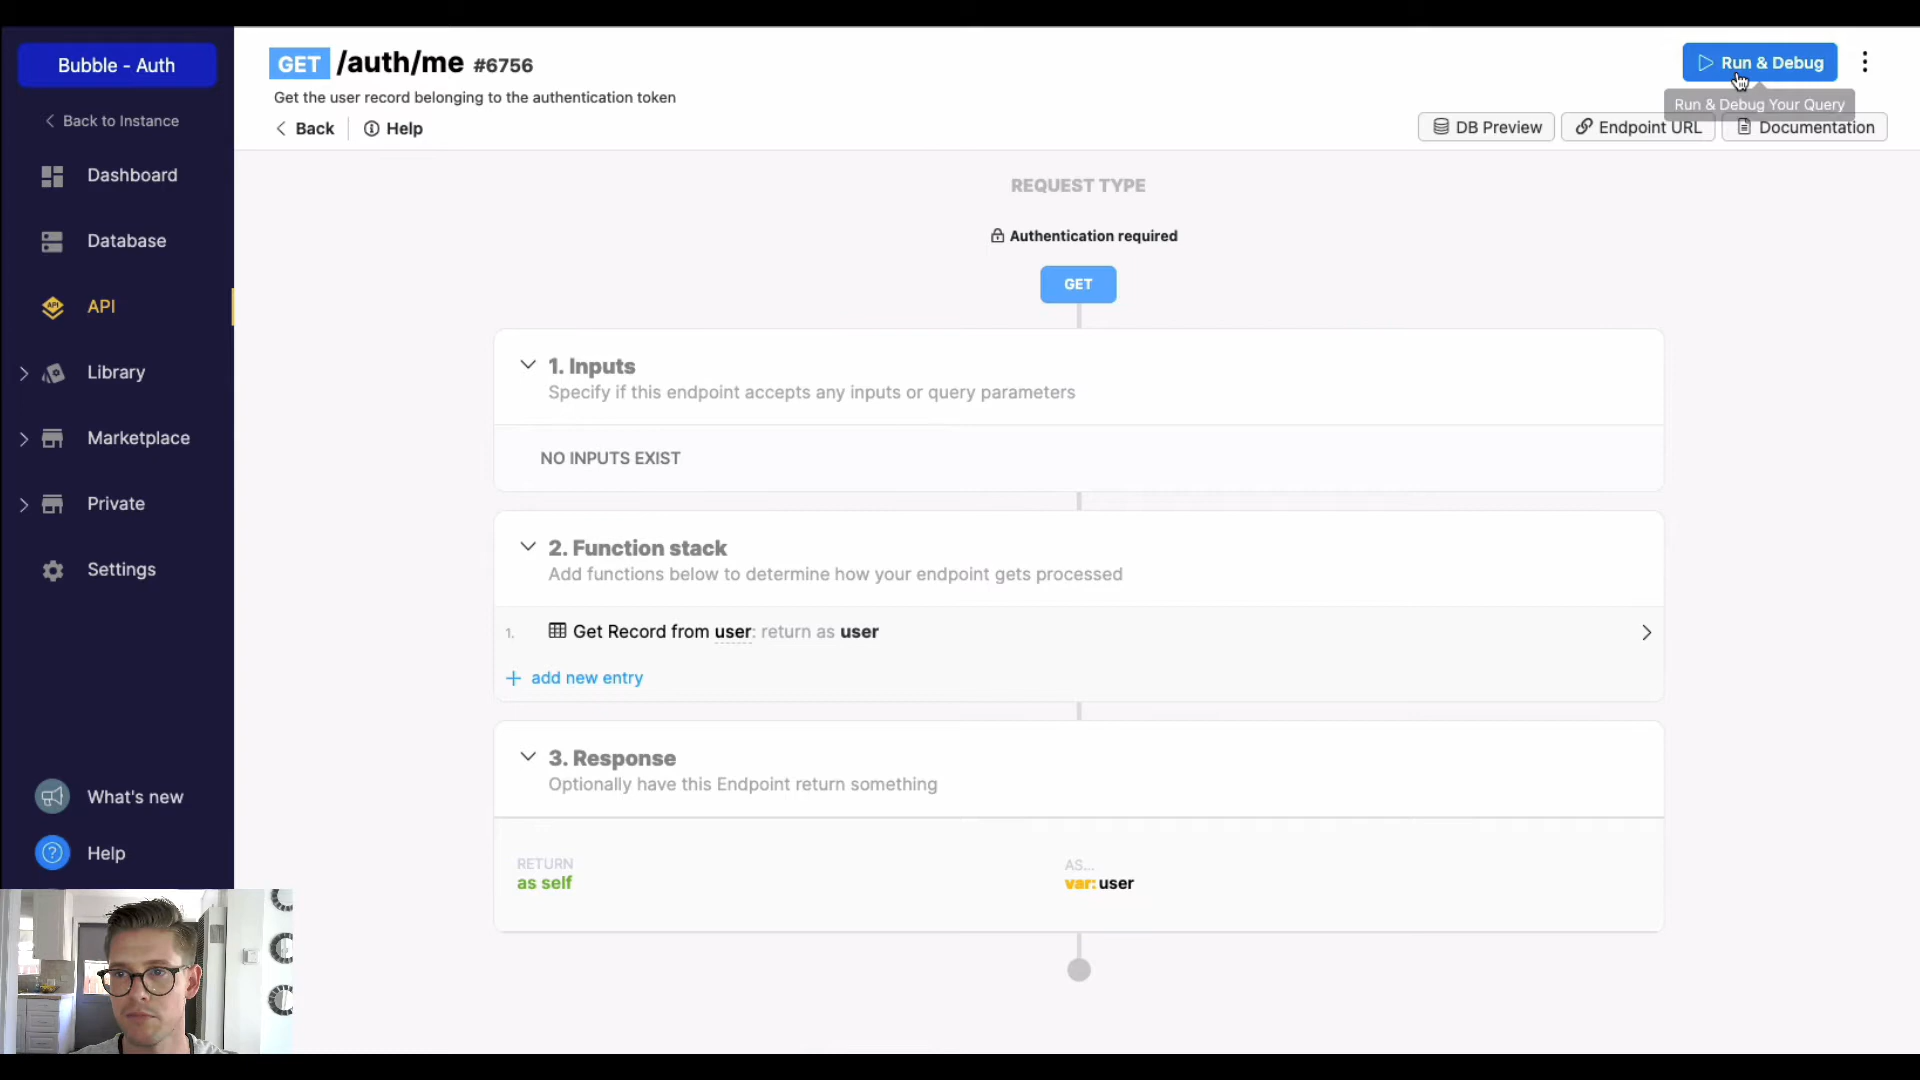 Bubble - Auth
Back to Instance
Dashboard
Database
API
API
Library
Marketplace
Private
Settings
What's new
Help
GET /auth/me #6756
Get the user record belonging to the authentication token
Back
Help
Run & Debug
Run & Debug Your Query
DB Preview
Endpoint URL
Documentation
REQUEST TYPE
Authentication required
GET
1. Inputs
Specify if this endpoint accepts any inputs or query parameters
NO INPUTS EXIST
2. Function stack
Add functions below to determine how your endpoint gets processed
1. Get Record from user: return as user
+ add new entry
3. Response
Optionally have this Endpoint return something
RETURN
as self
AS...
var: user